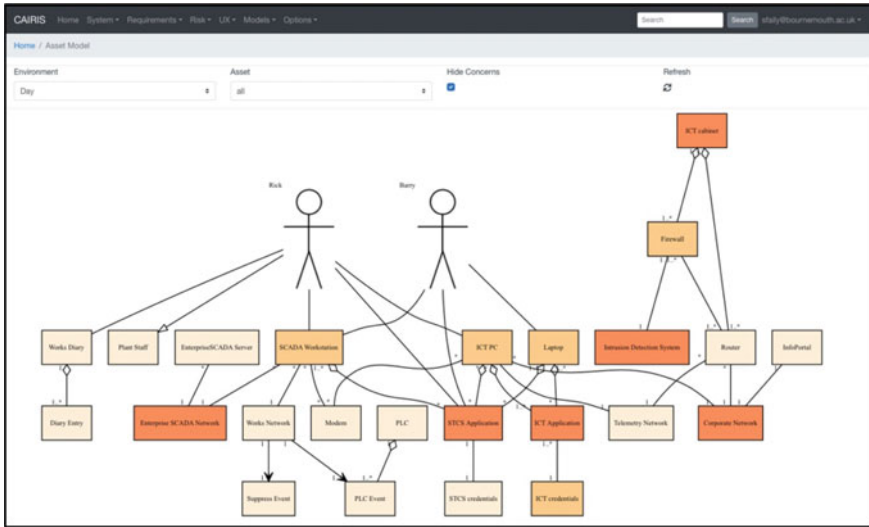 CAIRIS Home System Requirements Risk UX Models Options Search Search sfaily@bournemouth.ac.uk
Home / Asset Model
Environment Asset Hide Concerns Refresh
Day all
ICT cabinet
Rick Barry
1..*
Firewall
Works Diary Plant Staff EnterpriseSCADA Server SCADA Workstation ICT PC Laptop Intrusion Detection System Router InfoPortal
Diary Entry Enterprise SCADA Network Works Network Modem PLC STCS Application ICT Application Telemetry Network Corporate Network
Suppress Event PLC Event STCS credentials ICT credentials